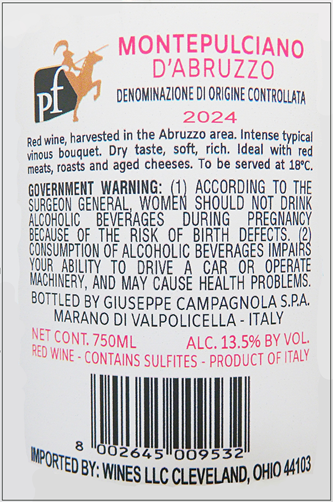 pf
MONTEPULCIANO
D'ABRUZZO
DENOMINAZIONE DI ORIGINE CONTROLLATA
2024
Red wine, harvested in the Abruzzo area. Intense typical
vinous bouquet. Dry taste, soft, rich. Ideal with red
meats, roasts and aged cheeses. To be served at 18°C.
GOVERNMENT WARNING: (1) ACCORDING TO THE
SURGEON GENERAL, WOMEN SHOULD NOT DRINK
ALCOHOLIC BEVERAGES DURING PREGNANCY
BECAUSE OF THE RISK OF BIRTH DEFECTS. (2)
CONSUMPTION OF ALCOHOLIC BEVERAGES IMPAIRS
YOUR ABILITY TO DRIVE A CAR OR OPERATE
MACHINERY, AND MAY CAUSE HEALTH PROBLEMS.
BOTTLED BY GIUSEPPE CAMPAGNOLA S.P.A.
MARANO DI VALPOLICELLA - ITALY
NET CONT. 750ML ALC. 13.5% BY VOL.
RED WINE - CONTAINS SULFITES - PRODUCT OF ITALY
8 002645 009532
IMPORTED BY: WINES LLC CLEVELAND, OHIO 44103